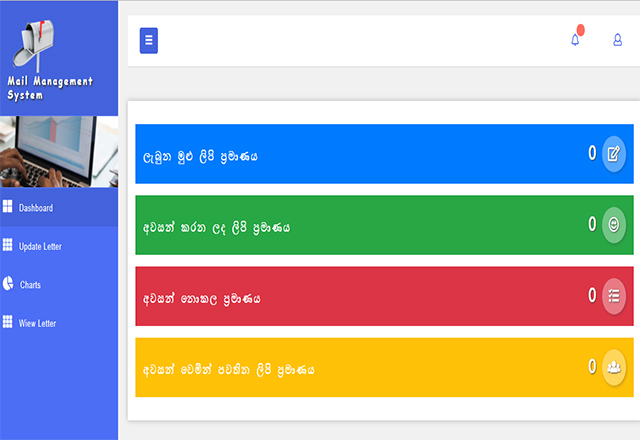 Mail Management
System
Dashboard
Update Letter
Charts
Wiew Letter
ලැබුන මුළු ලිපි ප්‍රමාණය
0
අවසන් කරන ලද ලිපි ප්‍රමාණය
0
අවසන් නොකල ප්‍රමාණය
0
අවසන් වෙමින් පවතින ලිපි ප්‍රමාණය
0